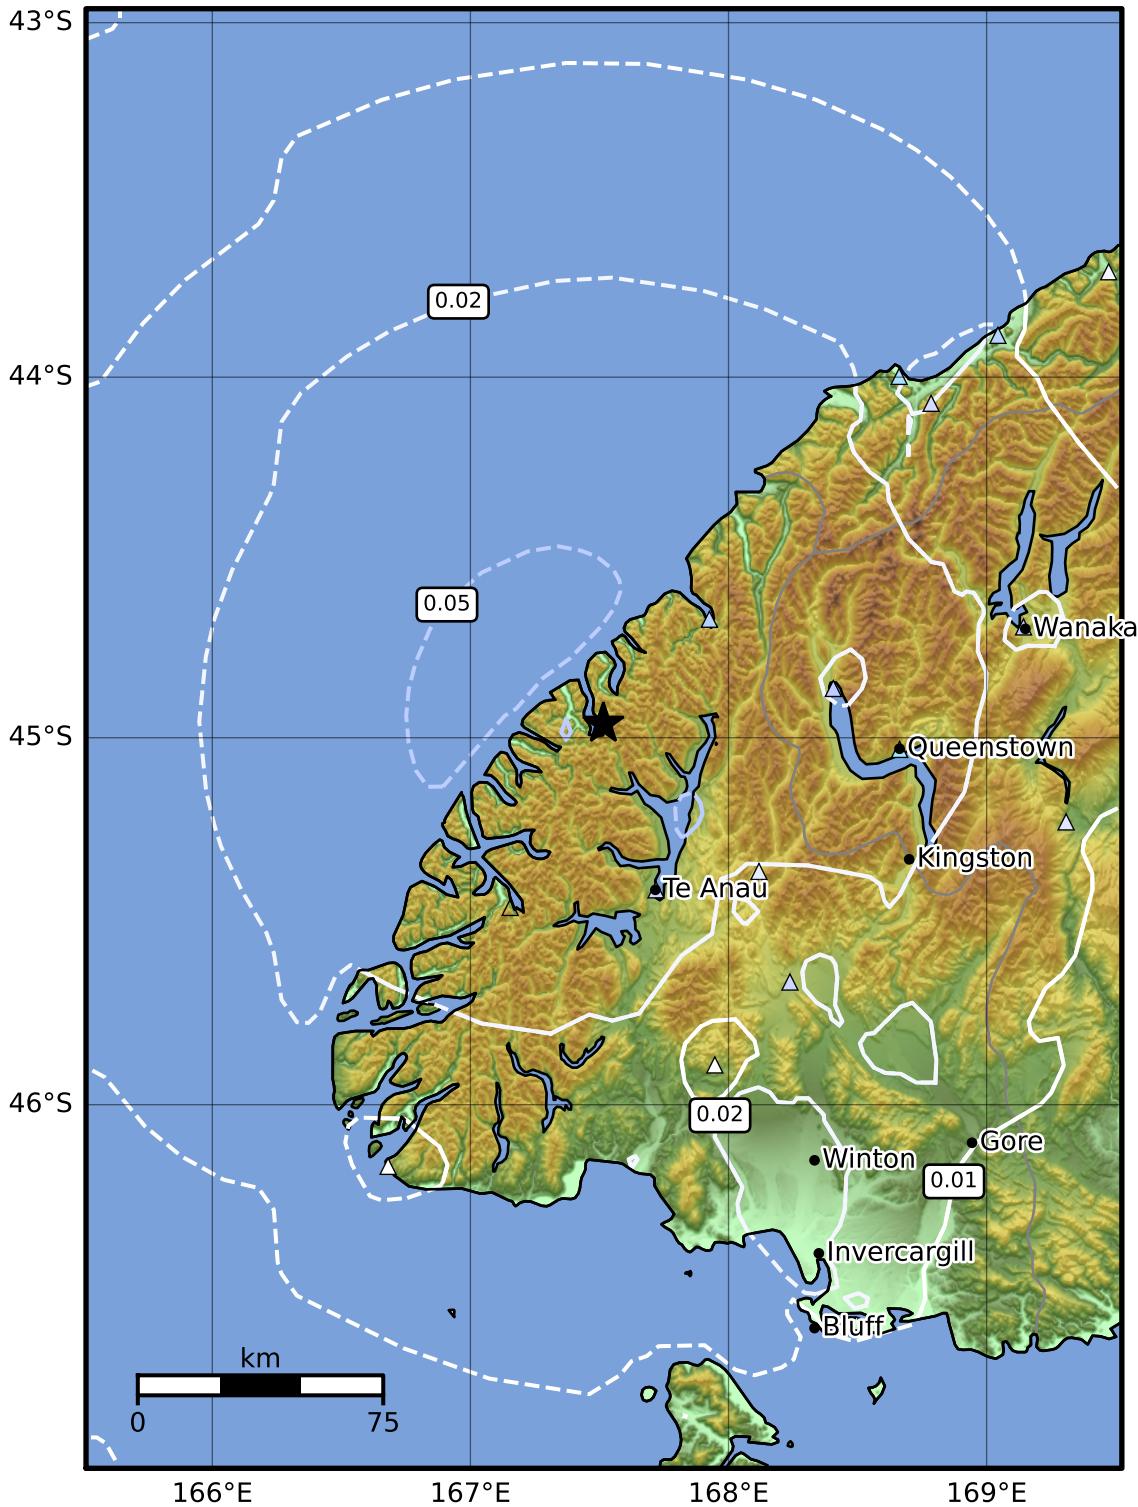 43°S
0.02
44°S
0.05
Wanaka
45°S
Queenstown
Kingston
Te Anau
46°S
0.02
Gore
Winton
0.01
Invercargill
Bluff
km
0 75
166°E 167°E 168°E 169°E